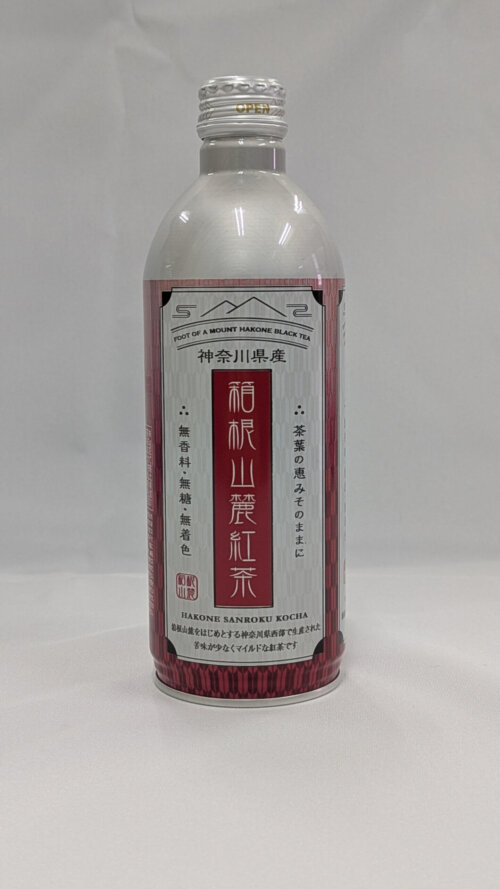 OPEN
FOOT OF A MOUNT HAKONE BLACK TEA
神奈川県産
箱根山麓紅茶
∴茶葉の恵みそのままに
∴無香料・無糖・無着色
HAKONE SANROKU KOCHA
箱根山麓をはじめとする神奈川県西部で生産された
苦味が少なくマイルドな紅茶です